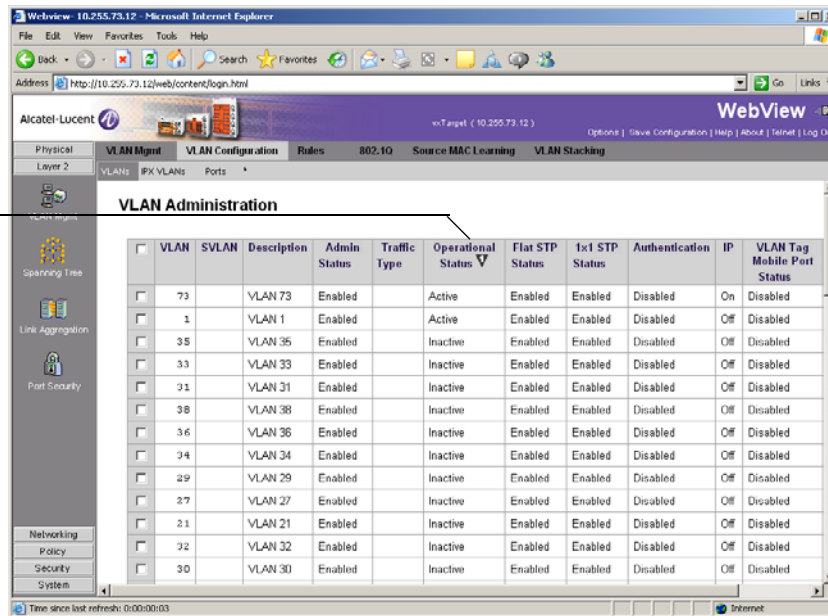 Webview- 10.255.73.12 - Microsoft Internet Explorer
File Edit View Favorites Tools Help
Back Search Favorites
Address http://10.255.73.12/web/content/login.html Go Links
Alcatel-Lucent vxTarget ( 10.255.73.12 ) WebView
Options | Save Configuration | Help | About | Telnet | Log O
Physical VLAN Mgmt VLAN Configuration Rules 802.1Q Source MAC Learning VLAN Stacking
Layer 2 VLANs IPX VLANs Ports
VLAN Mgmt
Spanning Tree
Link Aggregation
Port Security
VLAN Administration
VLAN SVLAN Description Admin Status Traffic Type Operational Status 1 Flat STP Status 1x1 STP Status Authentication IP VLAN Tag Mobile Port Status
73 VLAN 73 Enabled Active Enabled Enabled Disabled On Disabled
1 VLAN 1 Enabled Active Enabled Enabled Disabled Off Disabled
35 VLAN 35 Enabled Inactive Enabled Enabled Disabled Off Disabled
33 VLAN 33 Enabled Inactive Enabled Enabled Disabled Off Disabled
31 VLAN 31 Enabled Inactive Enabled Enabled Disabled Off Disabled
38 VLAN 38 Enabled Inactive Enabled Enabled Disabled Off Disabled
36 VLAN 36 Enabled Inactive Enabled Enabled Disabled Off Disabled
34 VLAN 34 Enabled Inactive Enabled Enabled Disabled Off Disabled
29 VLAN 29 Enabled Inactive Enabled Enabled Disabled Off Disabled
27 VLAN 27 Enabled Inactive Enabled Enabled Disabled Off Disabled
21 VLAN 21 Enabled Inactive Enabled Enabled Disabled Off Disabled
32 VLAN 32 Enabled Inactive Enabled Enabled Disabled Off Disabled
30 VLAN 30 Enabled Inactive Enabled Enabled Disabled Off Disabled
Networking
Policy
Security
System
Time since last refresh: 0:00:00:03 Internet